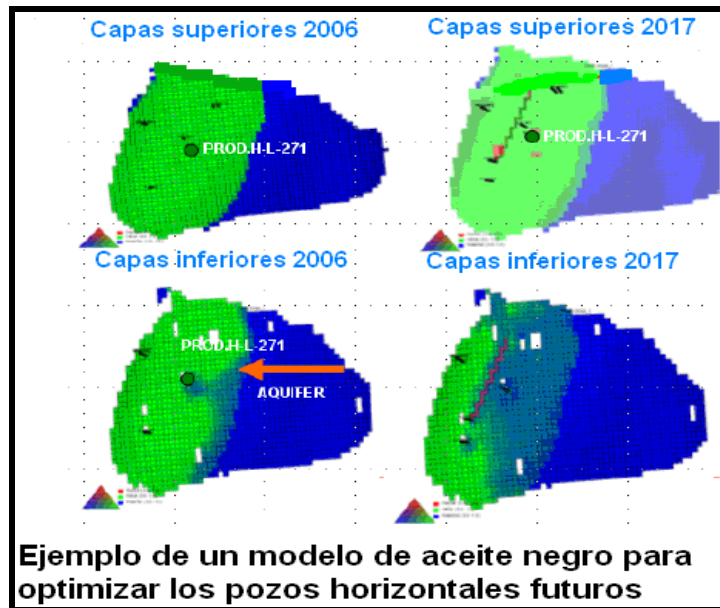 Capas superiores 2006
Capas superiores 2017
PROD.H-L-271
PROD.H-L-271
Capas inferiores 2006
Capas inferiores 2017
PROD.H-L-271
AQUIFER
Ejemplo de un modelo de aceite negro para
optimizar los pozos horizontales futuros